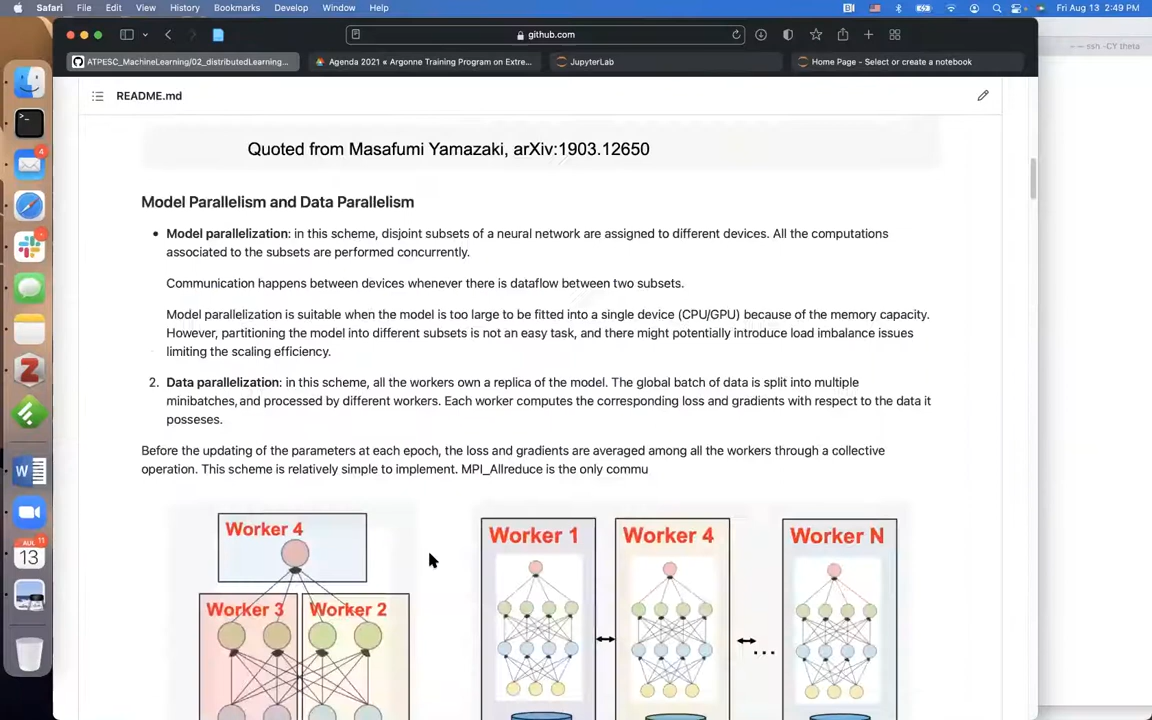 Safari File Edit View History Bookmarks Develop Window Help Fri Aug 13 2:49 PM
github.com
ATPESC_MachineLearning/02_distributedLearning... Agenda 2021 « Argonne Training Program on Extre... JupyterLab Home Page - Select or create a notebook
— ssh -CY theta
README.md
Quoted from Masafumi Yamazaki, arXiv:1903.12650
Model Parallelism and Data Parallelism
• Model parallelization: in this scheme, disjoint subsets of a neural network are assigned to different devices. All the computations
associated to the subsets are performed concurrently.
Communication happens between devices whenever there is dataflow between two subsets.
Model parallelization is suitable when the model is too large to be fitted into a single device (CPU/GPU) because of the memory capacity.
However, partitioning the model into different subsets is not an easy task, and there might potentially introduce load imbalance issues
limiting the scaling efficiency.
2. Data parallelization: in this scheme, all the workers own a replica of the model. The global batch of data is split into multiple
minibatches, and processed by different workers. Each worker computes the corresponding loss and gradients with respect to the data it
posseses.
Before the updating of the parameters at each epoch, the loss and gradients are averaged among all the workers through a collective
operation. This scheme is relatively simple to implement. MPI_Allreduce is the only commu
Worker 4
Worker 3 Worker 2
Worker 1 Worker 4 Worker N
...
4
AUG 11
13